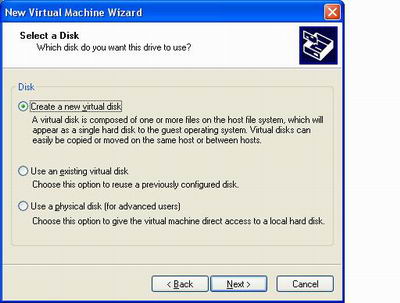 New Virtual Machine Wizard
Select a Disk
Which disk do you want this drive to use?
Disk
Create a new virtual disk
A virtual disk is composed of one or more files on the host file system, which will
appear as a single hard disk to the guest operating system. Virtual disks can
easily be copied or moved on the same host or between hosts.
Use an existing virtual disk
Choose this option to reuse a previously configured disk.
Use a physical disk (for advanced users)
Choose this option to give the virtual machine direct access to a local hard disk.
< Back Next > Cancel